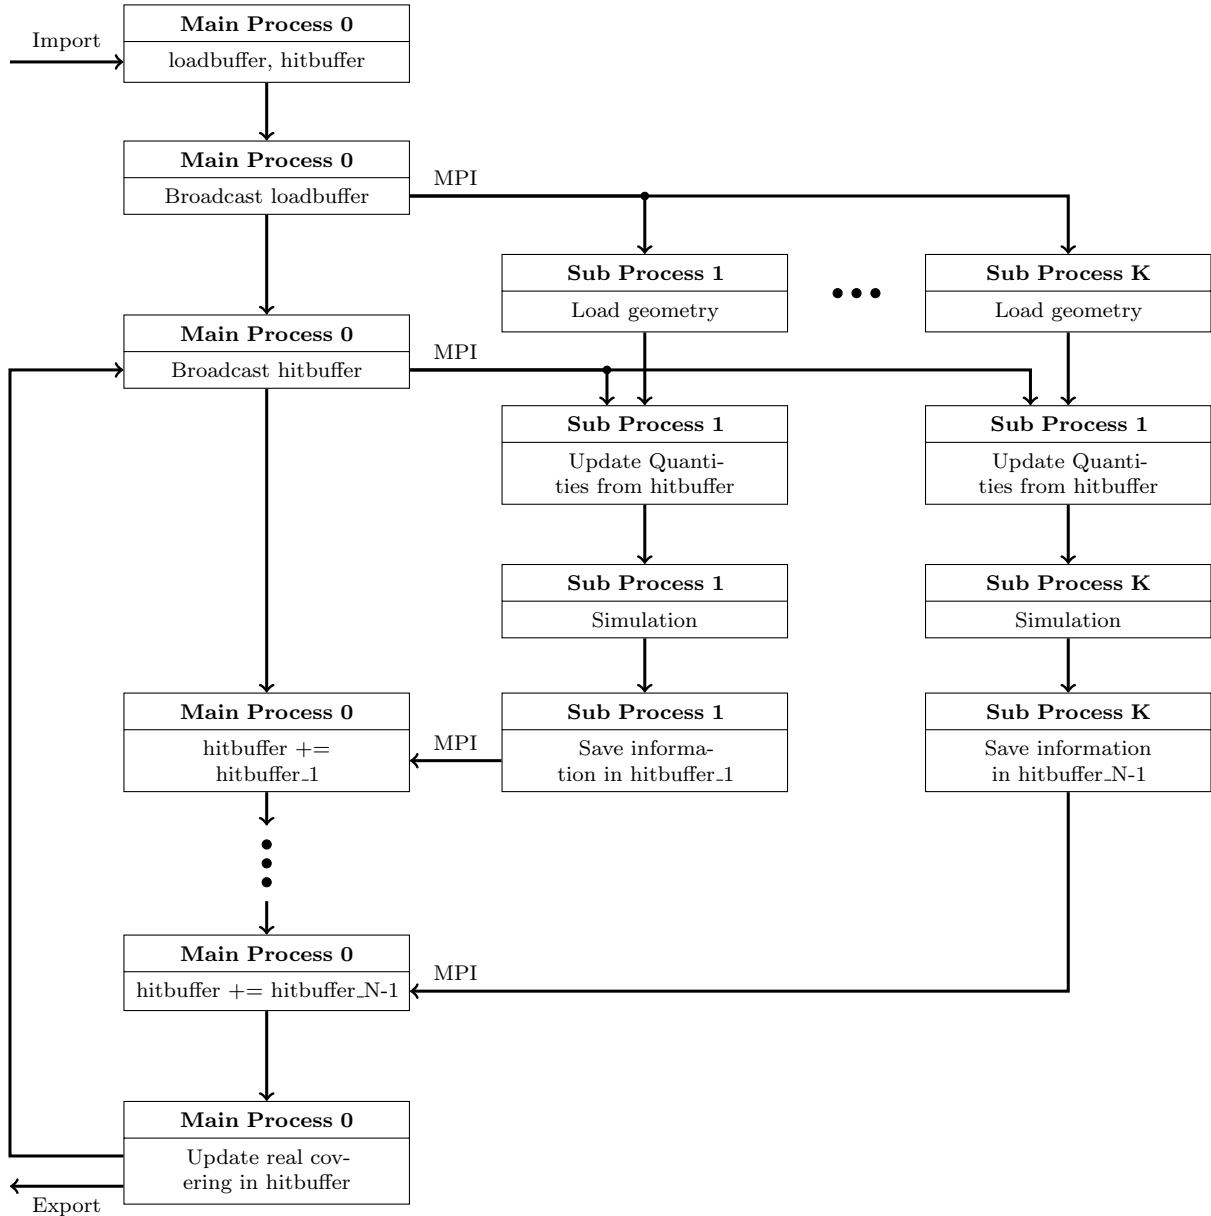 Main Process 0
Import
loadbuffer, hitbuffer
Main Process 0
Broadcast loadbuffer
MPI
Sub Process 1
Load geometry
Sub Process K
Load geometry
Main Process 0
Broadcast hitbuffer
MPI
Sub Process 1
Update Quanti-
ties from hitbuffer
Sub Process 1
Update Quanti-
ties from hitbuffer
Sub Process 1
Simulation
Sub Process K
Simulation
Main Process 0
hitbuffer +=
hitbuffer_1
MPI
Sub Process 1
Save informa-
tion in hitbuffer_1
Sub Process K
Save information
in hitbuffer_N-1
Main Process 0
hitbuffer += hitbuffer_N-1
MPI
Main Process 0
Update real cov-
ering in hitbuffer
Export